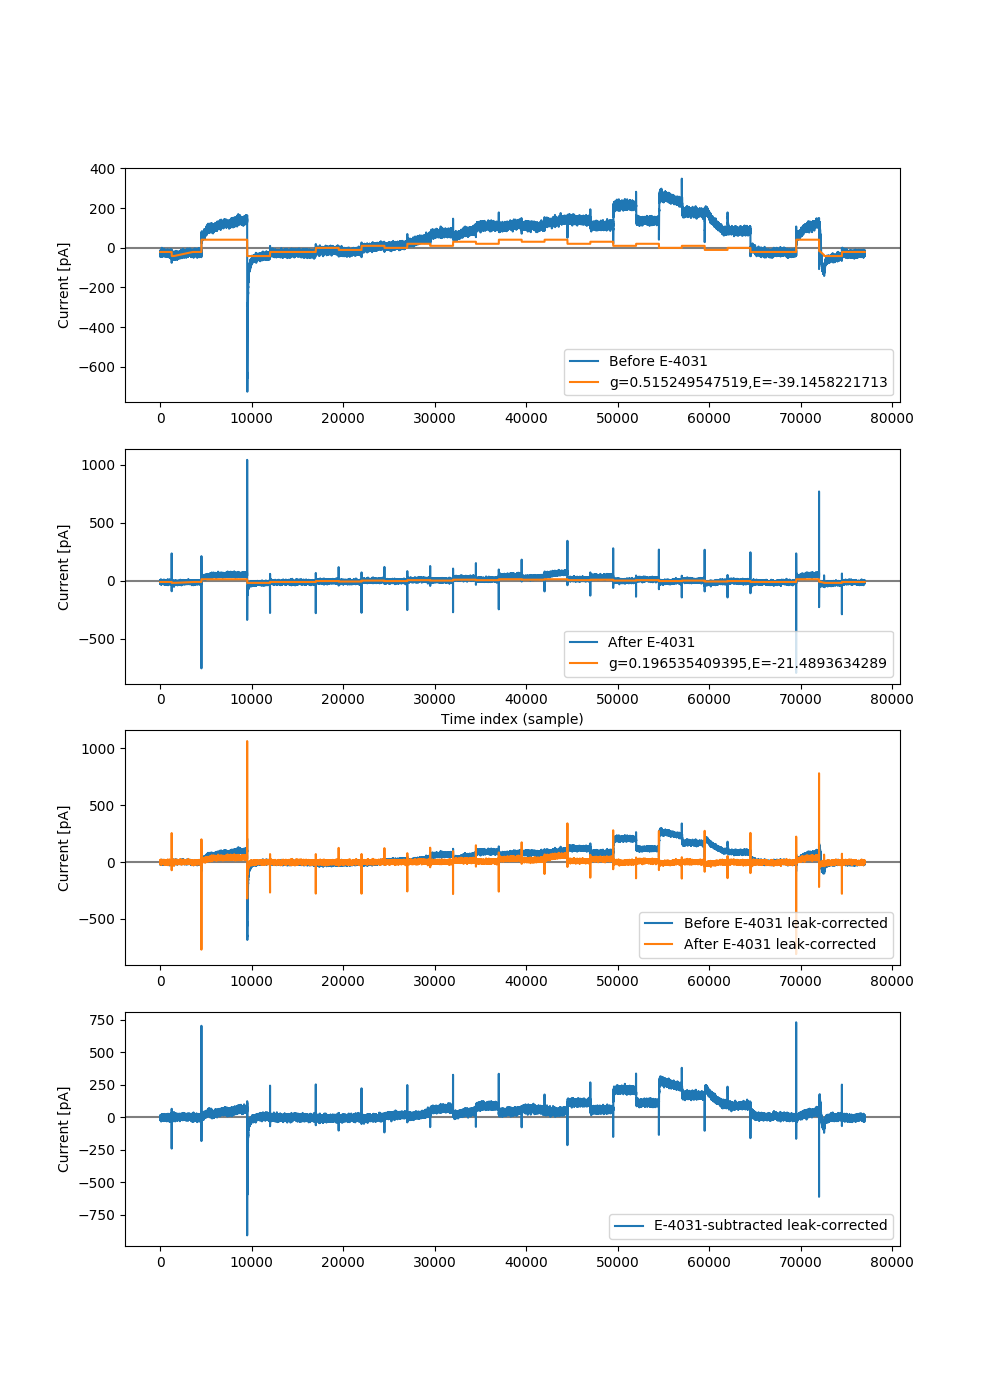 400
200
0
−200
−400
−600
Current [pA]
Before E-4031
g=0.515249547519,E=-39.1458221713
0 10000 20000 30000 40000 50000 60000 70000 80000
1000
500
0
−500
Current [pA]
After E-4031
g=0.196535409395,E=-21.4893634289
0 10000 20000 30000 40000 50000 60000 70000 80000
Time index (sample)
1000
500
0
−500
Current [pA]
Before E-4031 leak-corrected
After E-4031 leak-corrected
0 10000 20000 30000 40000 50000 60000 70000 80000
750
500
250
0
−250
−500
−750
Current [pA]
E-4031-subtracted leak-corrected
0 10000 20000 30000 40000 50000 60000 70000 80000